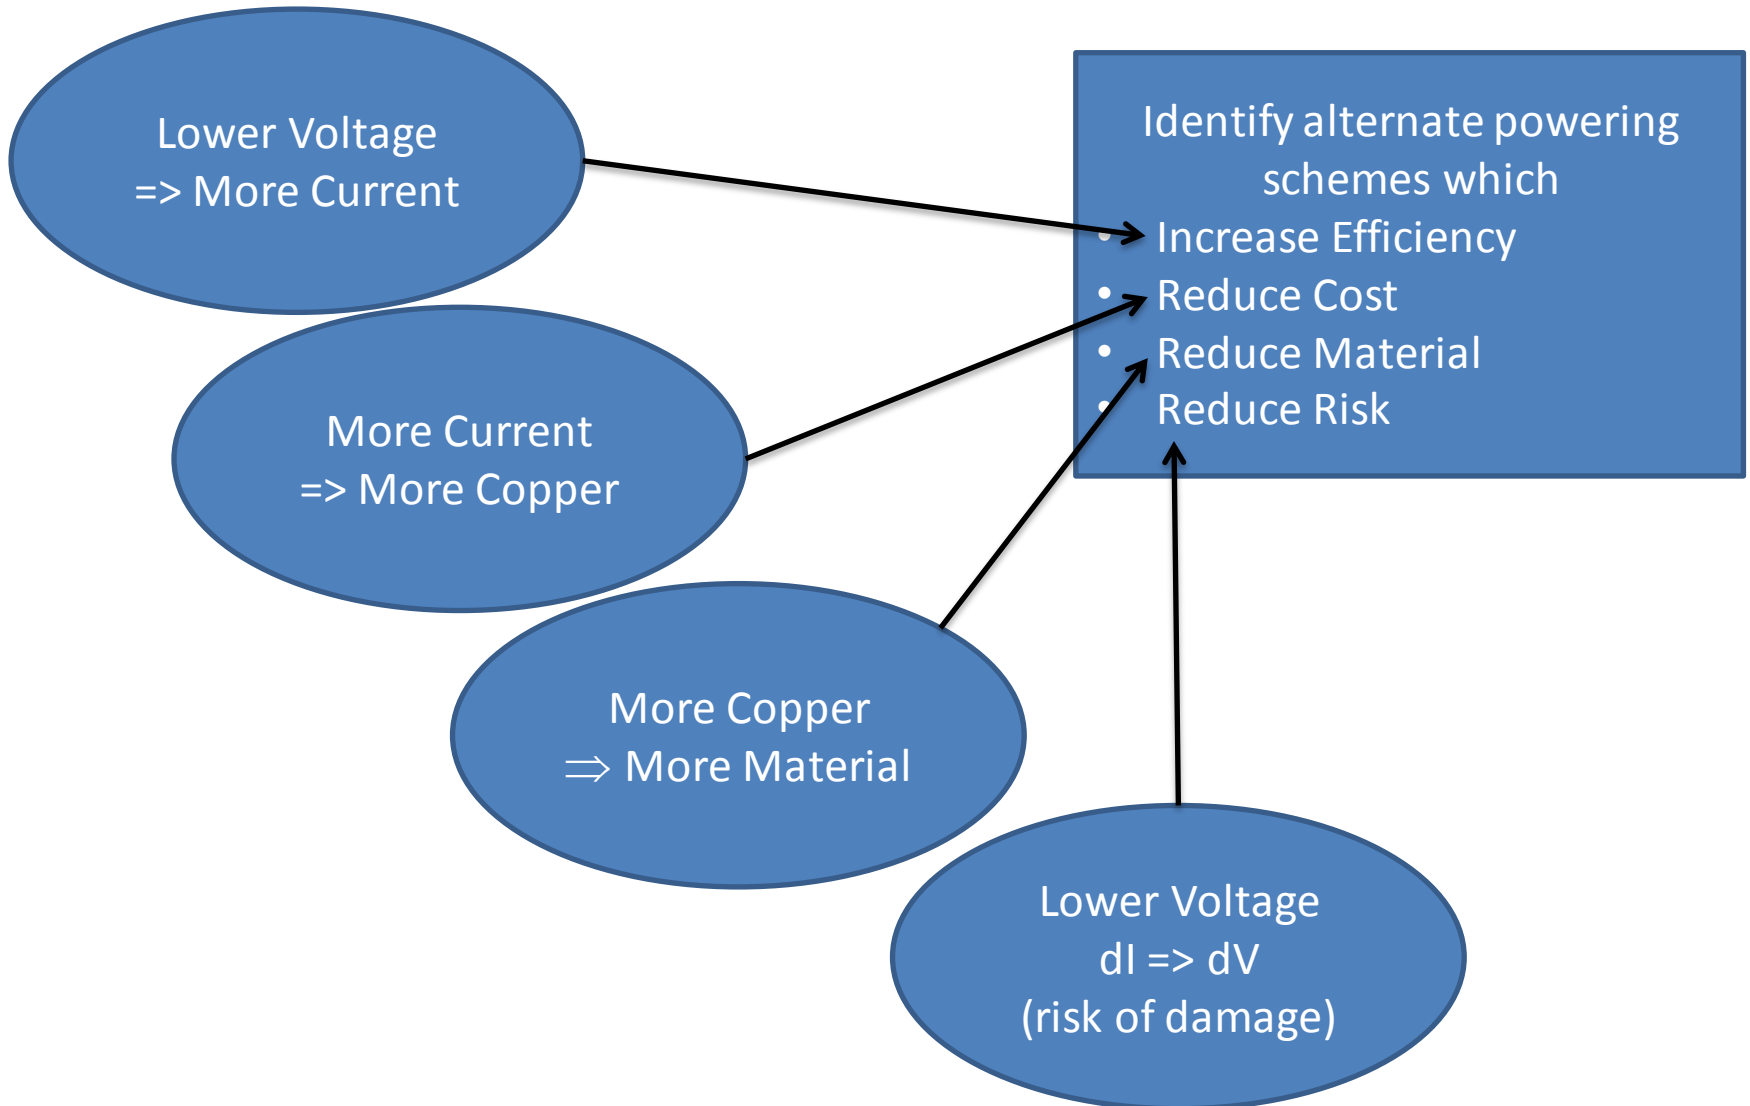 Lower Voltage
=> More Current
Identify alternate powering
schemes which
• Increase Efficiency
• Reduce Cost
• Reduce Material
• Reduce Risk
More Current
=> More Copper
More Copper
⇒ More Material
Lower Voltage
dI => dV
(risk of damage)